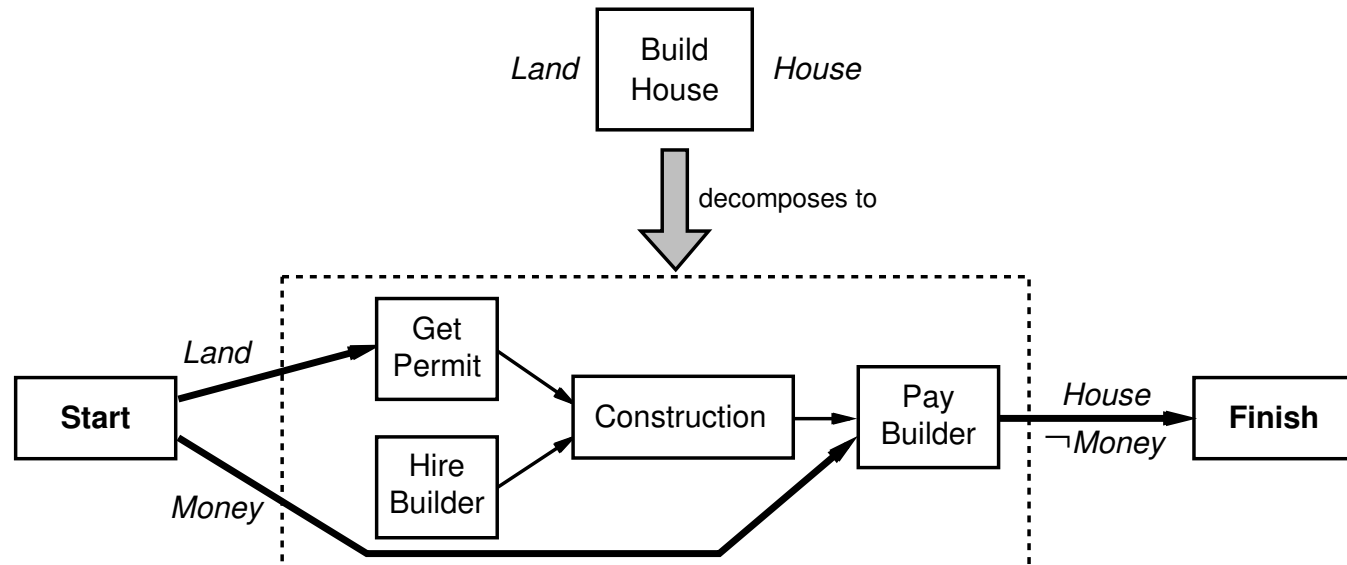 Build
House
Land
House
decomposes to
Get
Permit
Land
Start
Construction
Pay
Builder
House
¬Money
Finish
Hire
Builder
Money